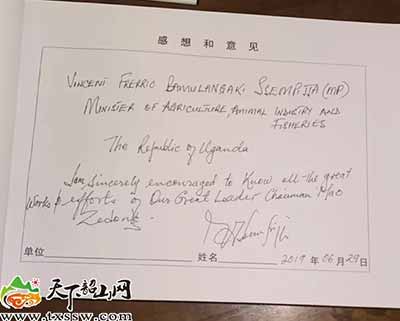 感想和意见
VINCENT FERRERIO BAMULANGAKI SSEMPIJJA (MP)
MINISTER OF AGRICULTURE, ANIMAL INDUSTRY AND
FISHERIES
The Republic of Uganda
I am Sincerely encouraged to Know all the great
Works & efforts of Our Great Leader Chairman Mao
Zedong.
单位 姓名 2019 年 06 月 29 日
天下韶山网
www.txssw.com